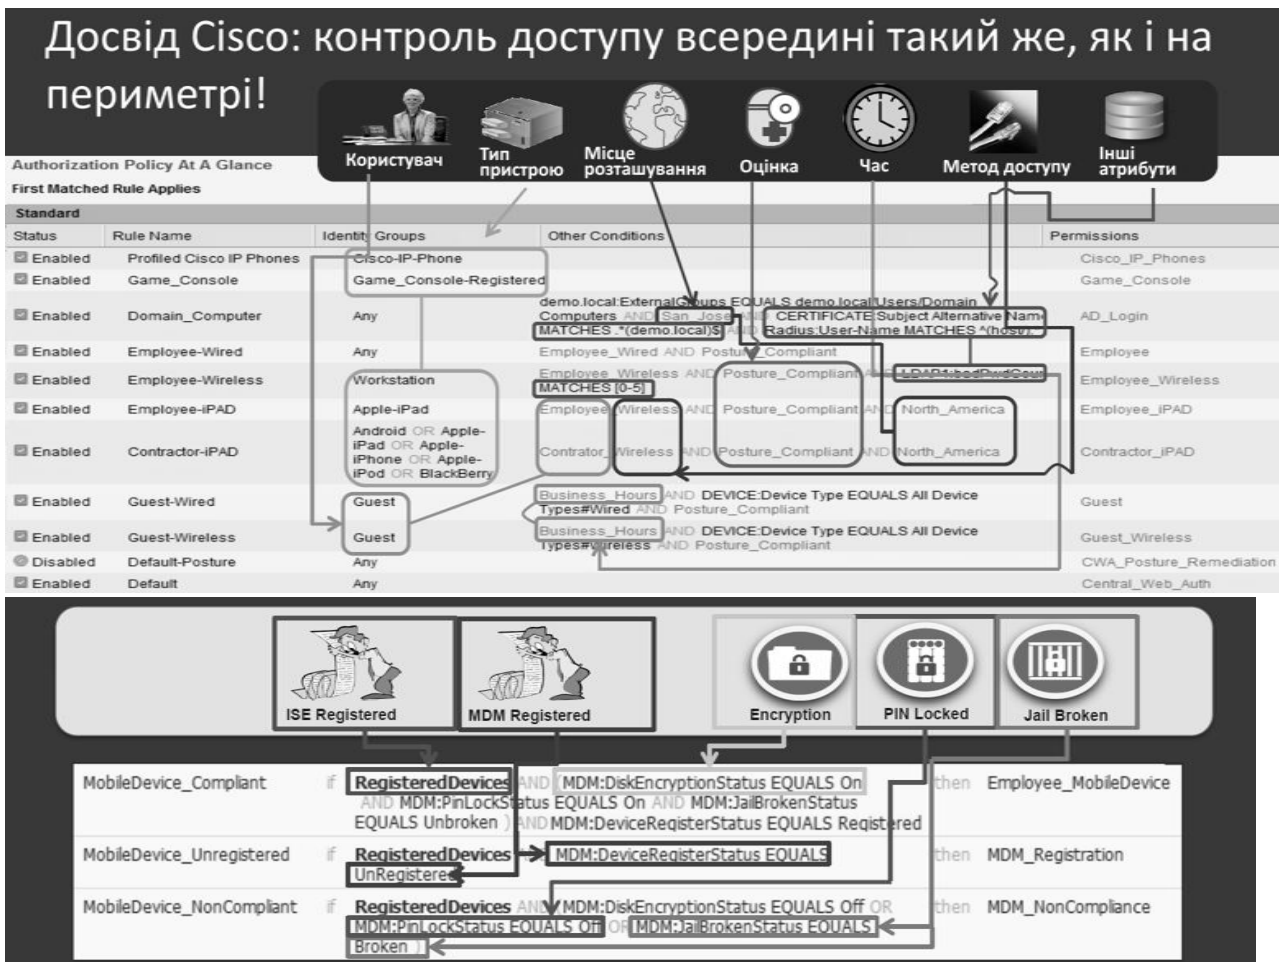 Досвід Cisco: контроль доступу всередині такий же, як і на
периметрі!
Користувач
Тип
пристрою
Місце
розташування
Оцінка
Час
Метод доступу
Інші
атрибути
Authorization Policy At A Glance
First Matched Rule Applies
Standard
Status Rule Name Identity Groups Other Conditions Permissions
Enabled Profiled Cisco IP Phones Cisco-IP-Phone Cisco_IP_Phones
Enabled Game_Console Game_Console-Registered Game_Console
demo.local:ExternalGroups EQUALS demo.local/Users/Domain
Enabled Domain_Computer Any Computers AND San_Jose AND CERTIFICATE:Subject Alternative Name AD_Login
MATCHES .*(demo.local)$ AND Radius:User-Name MATCHES ^(host/).*
Enabled Employee-Wired Any Employee_Wired AND Posture_Compliant Employee
Enabled Employee-Wireless Workstation Employee_Wireless AND Posture_Compliant AND LDAP1:badPwdCount Employee_Wireless
MATCHES [0-5]
Enabled Employee-iPAD Apple-iPad Employee_Wireless AND Posture_Compliant AND North_America Employee_iPAD
Android OR Apple-
iPad OR Apple-
Enabled Contractor-iPAD iPhone OR Apple- Contrator_Wireless AND Posture_Compliant AND North_America Contractor_iPAD
iPod OR BlackBerry
Enabled Guest-Wired Guest Business_Hours AND DEVICE:Device Type EQUALS All Device Guest
Types#Wired AND Posture_Compliant
Enabled Guest-Wireless Guest Business_Hours AND DEVICE:Device Type EQUALS All Device Guest_Wireless
Types#Wireless AND Posture_Compliant
Disabled Default-Posture Any CWA_Posture_Remediation
Enabled Default Any Central_Web_Auth
ISE Registered MDM Registered Encryption PIN Locked Jail Broken
MobileDevice_Compliant if RegisteredDevices AND (MDM:DiskEncryptionStatus EQUALS On then Employee_MobileDevice
AND MDM:PinLockStatus EQUALS On AND MDM:JailBrokenStatus
EQUALS Unbroken ) AND MDM:DeviceRegisterStatus EQUALS Registered
MobileDevice_Unregistered if RegisteredDevices MDM:DeviceRegisterStatus EQUALS then MDM_Registration
UnRegistered
MobileDevice_NonCompliant if RegisteredDevices AND MDM:DiskEncryptionStatus EQUALS Off OR then MDM_NonCompliance
MDM:PinLockStatus EQUALS Off OR MDM:JailBrokenStatus EQUALS
Broken )